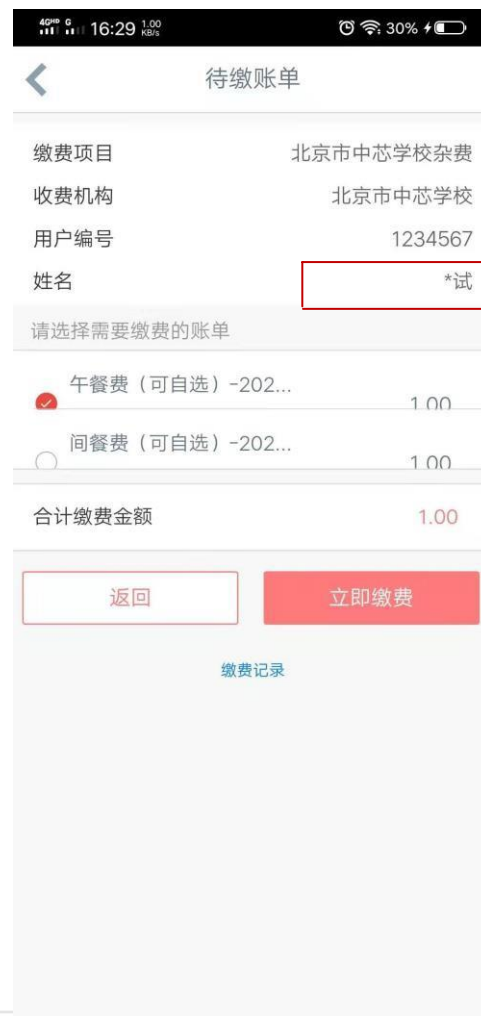 4GHD G 16:29 1.00 KB/s 30%
待缴账单
缴费项目 北京市中芯学校杂费
收费机构 北京市中芯学校
用户编号 1234567
姓名 *试
请选择需要缴费的账单
午餐费（可自选）-202... 1.00
间餐费（可自选）-202... 1.00
合计缴费金额 1.00
返回 立即缴费
缴费记录